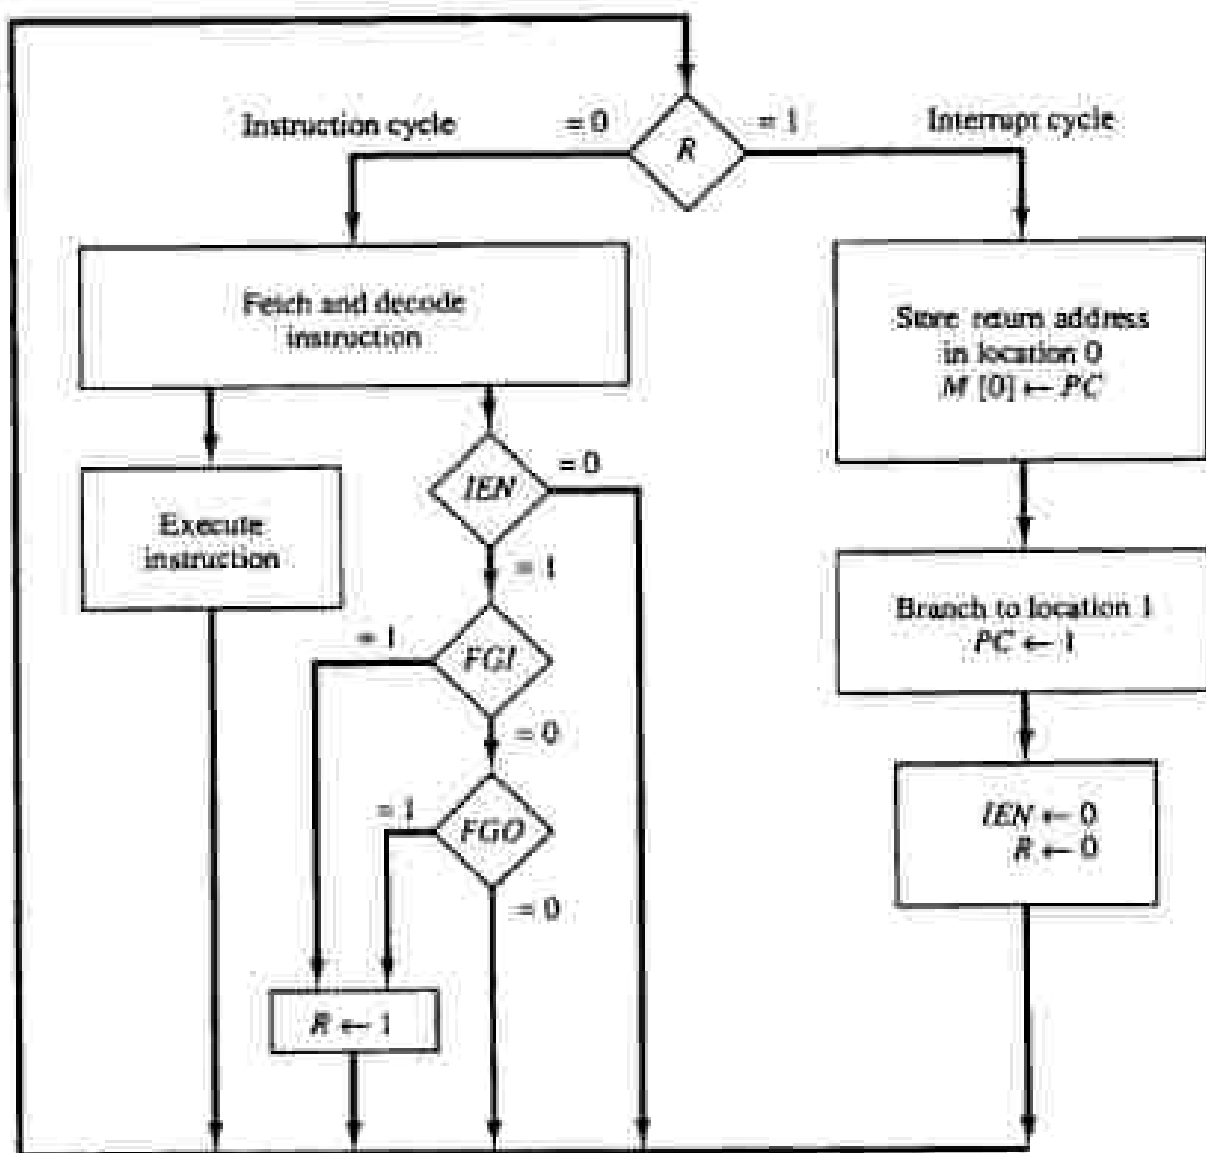 Instruction cycle
= 0
R
= 1
Interrupt cycle
Fetch and decode
instruction
Store return address
in location 0
M [0] ← PC
Execute
instruction
IEN
= 0
= 1
Branch to location 1
PC ← 1
= 1
FGI
= 0
= 1
FGO
= 0
IEN ← 0
R ← 0
R ← 1